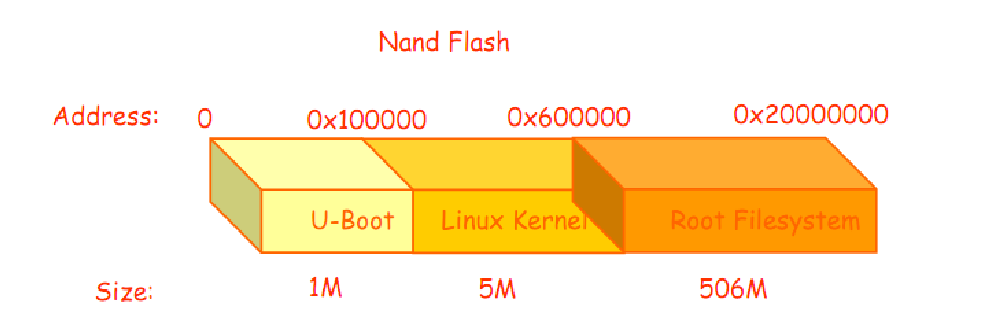 Nand Flash
Address: 0 0x100000 0x600000 0x20000000
U-Boot Linux Kernel Root Filesystem
Size: 1M 5M 506M